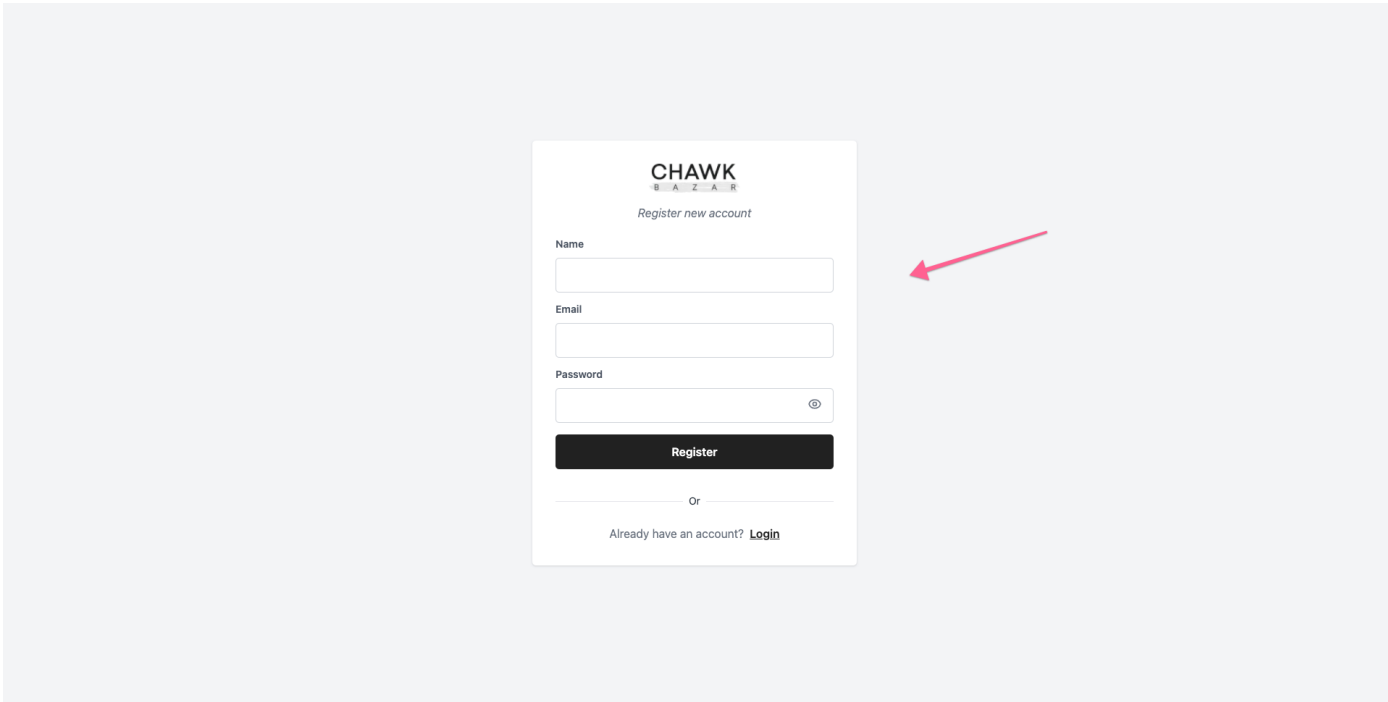 CHAWK
BAZAR
Register new account
Name
Email
Password
Register
Or
Already have an account? Login